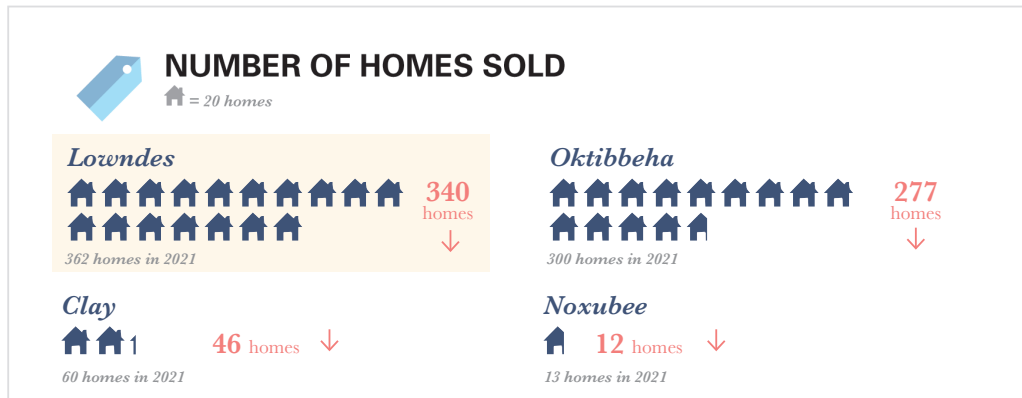 NUMBER OF HOMES SOLD
= 20 homes
Lowndes
340
homes
362 homes in 2021
Oktibbeha
277
homes
300 homes in 2021
Clay
46 homes
60 homes in 2021
Noxubee
12 homes
13 homes in 2021